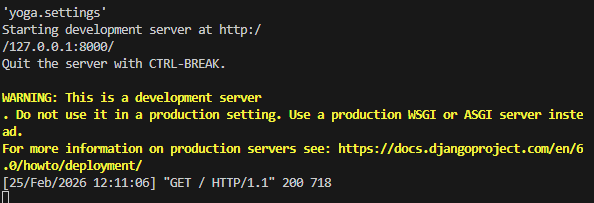 'yoga.settings'
Starting development server at http:/
/127.0.0.1:8000/
Quit the server with CTRL-BREAK.
WARNING: This is a development server
. Do not use it in a production setting. Use a production WSGI or ASGI server inste
ad.
For more information on production servers see: https://docs.djangoproject.com/en/6
.0/howto/deployment/
[25/Feb/2026 12:11:06] "GET / HTTP/1.1" 200 718